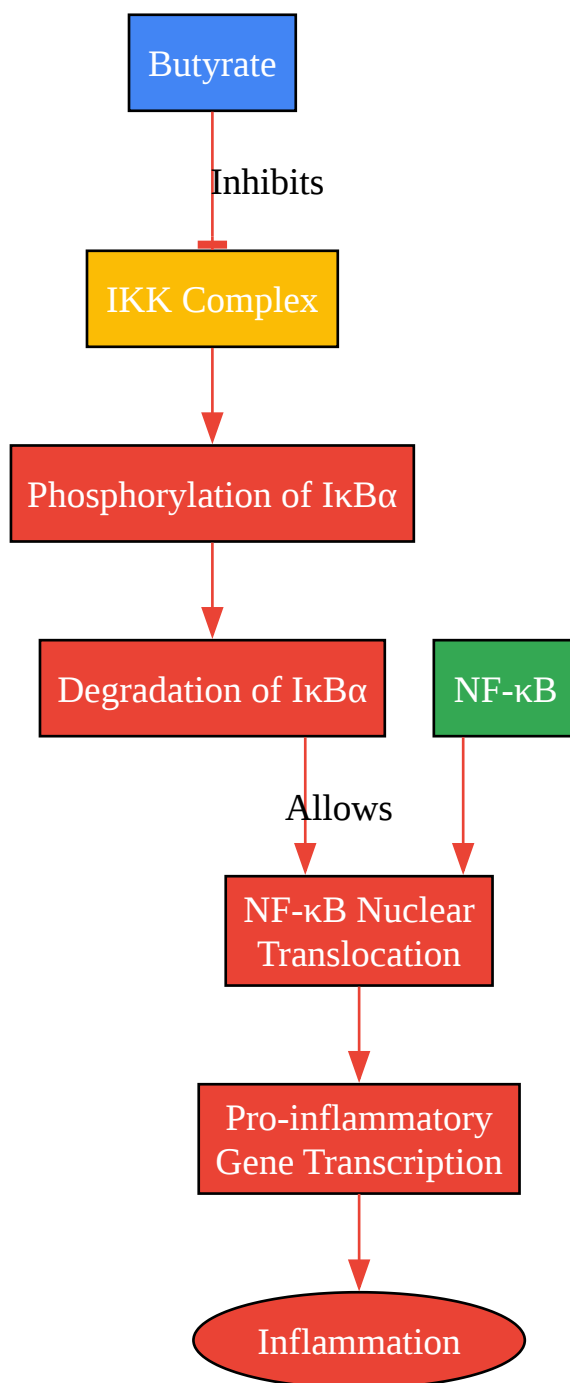 Butyrate
Inhibits
IKK Complex
Phosphorylation of IκBα
Degradation of IκBα
NF-κB
Allows
NF-κB Nuclear
Translocation
Pro-inflammatory
Gene Transcription
Inflammation